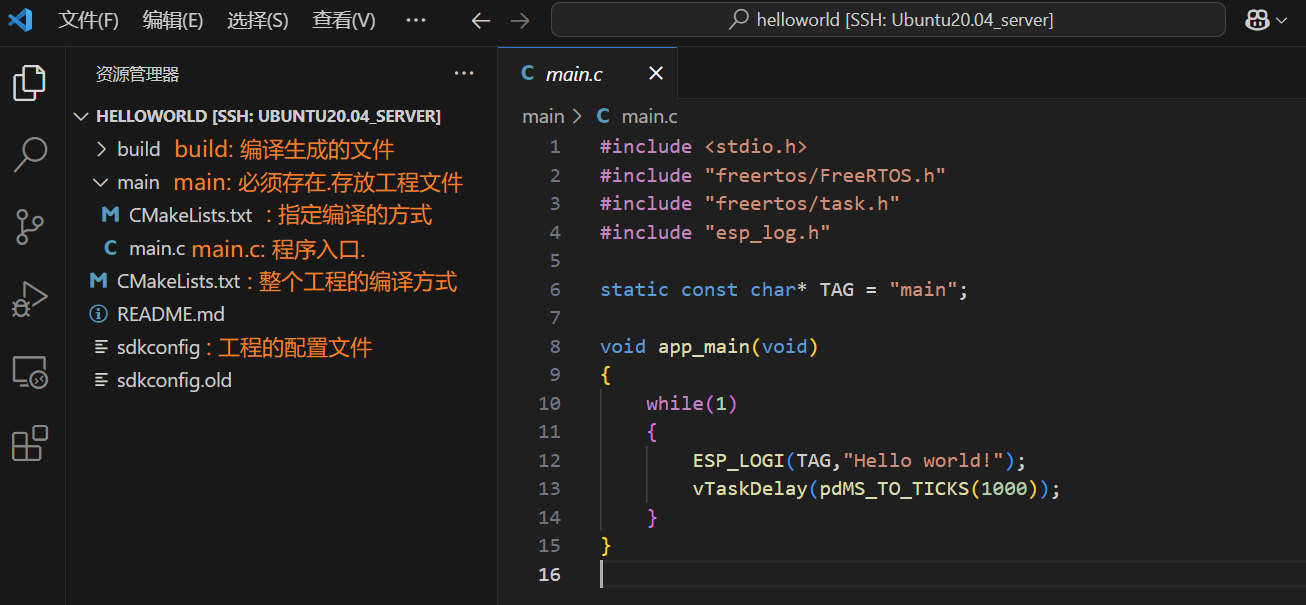 文件(F) 编辑(E) 选择(S) 查看(V) ··· helloworld [SSH: Ubuntu20.04_server]
资源管理器 ···
HELLOWORLD [SSH: UBUNTU20.04_SERVER]
build build: 编译生成的文件
main main: 必须存在.存放工程文件
M CMakeLists.txt : 指定编译的方式
C main.c main.c: 程序入口.
M CMakeLists.txt : 整个工程的编译方式
README.md
sdkconfig : 工程的配置文件
sdkconfig.old
C main.c
main > C main.c
1 #include <stdio.h>
2 #include "freertos/FreeRTOS.h"
3 #include "freertos/task.h"
4 #include "esp_log.h"
5
6 static const char* TAG = "main";
7
8 void app_main(void)
9 {
10 while(1)
11 {
12 ESP_LOGI(TAG,"Hello world!");
13 vTaskDelay(pdMS_TO_TICKS(1000));
14 }
15 }
16